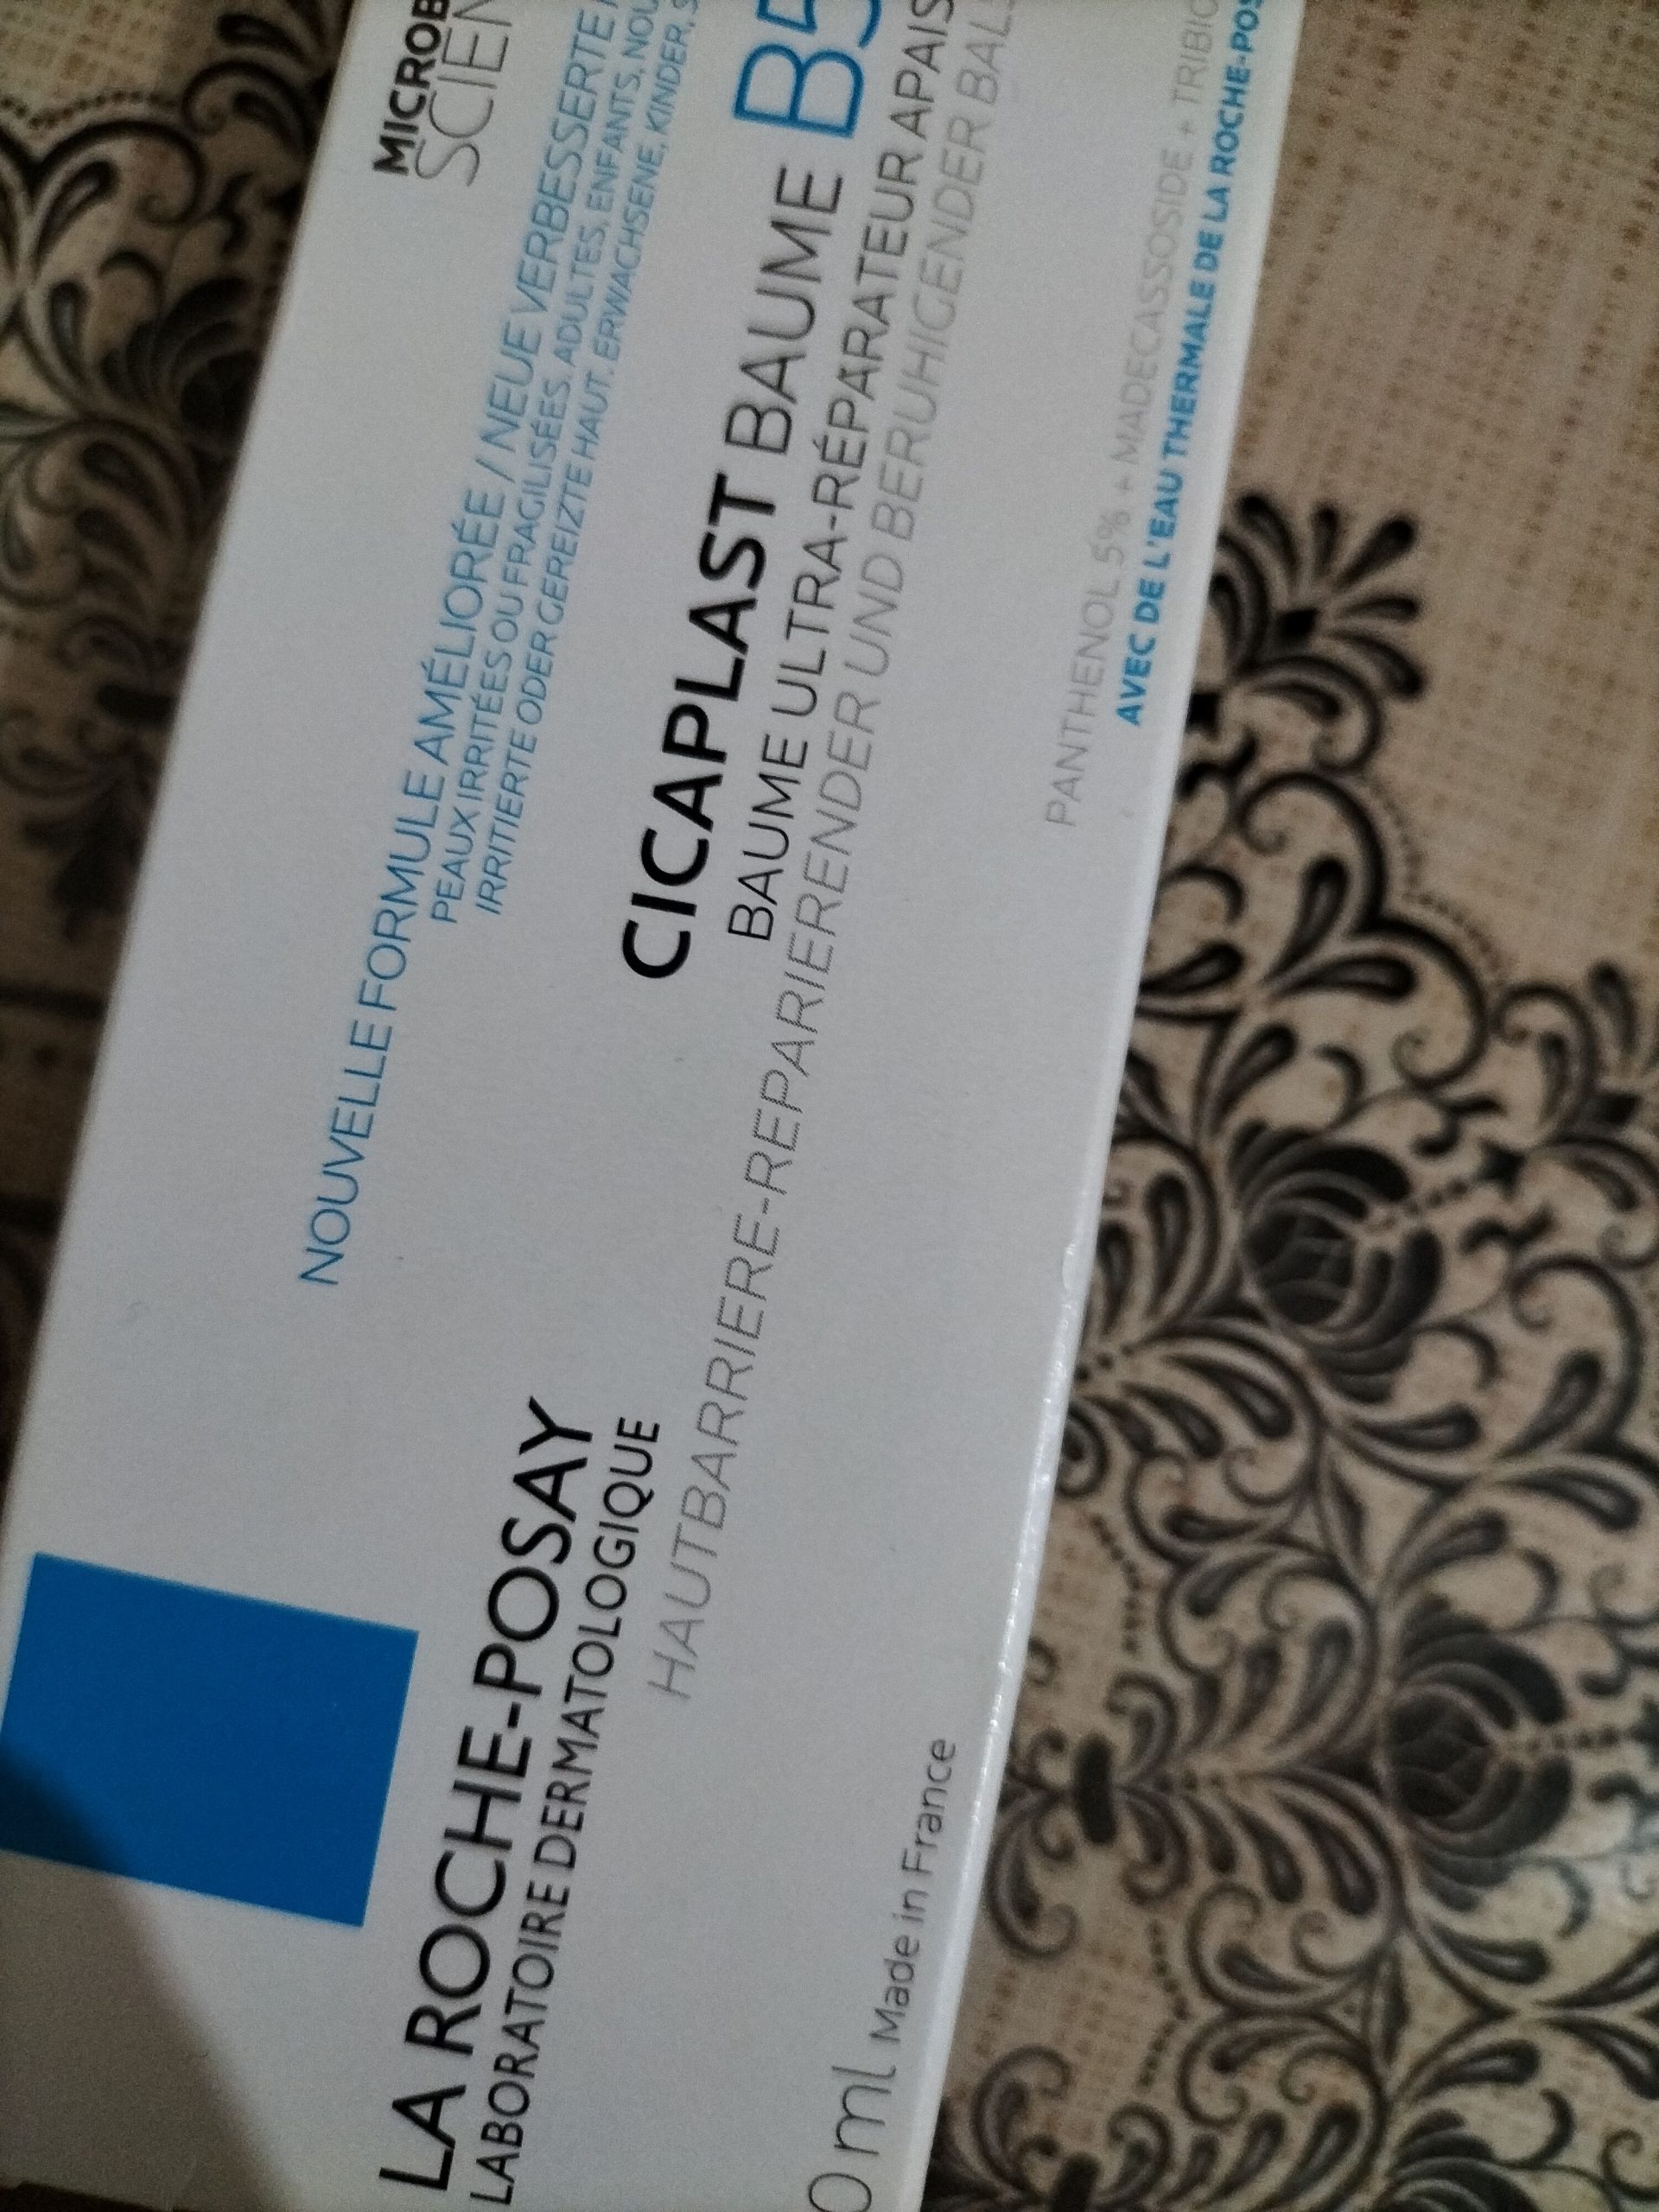 LA ROCHE-POSAY
LABORATOIRE DERMATOLOGIQUE
MICROB
SCIEN
NOUVELLE FORMULE AMÉLIORÉE / NEUE VERBESSERTE
PEAUX IRRITÉES OU FRAGILISÉES. ADULTES, ENFANTS, NOU
IRRITIERTE ODER GEREIZTE HAUT. ERWACHSENE, KINDER, S
CICAPLAST BAUME B5
BAUME ULTRA-RÉPARATEUR APAIS
HAUTBARRIERE-REPARIERENDER UND BERUHIGENDER BALS
PANTHENOL 5% + MADECASSOSIDE + TRIBIO
AVEC DE L'EAU THERMALE DE LA ROCHE-POS
0 ml Made in France